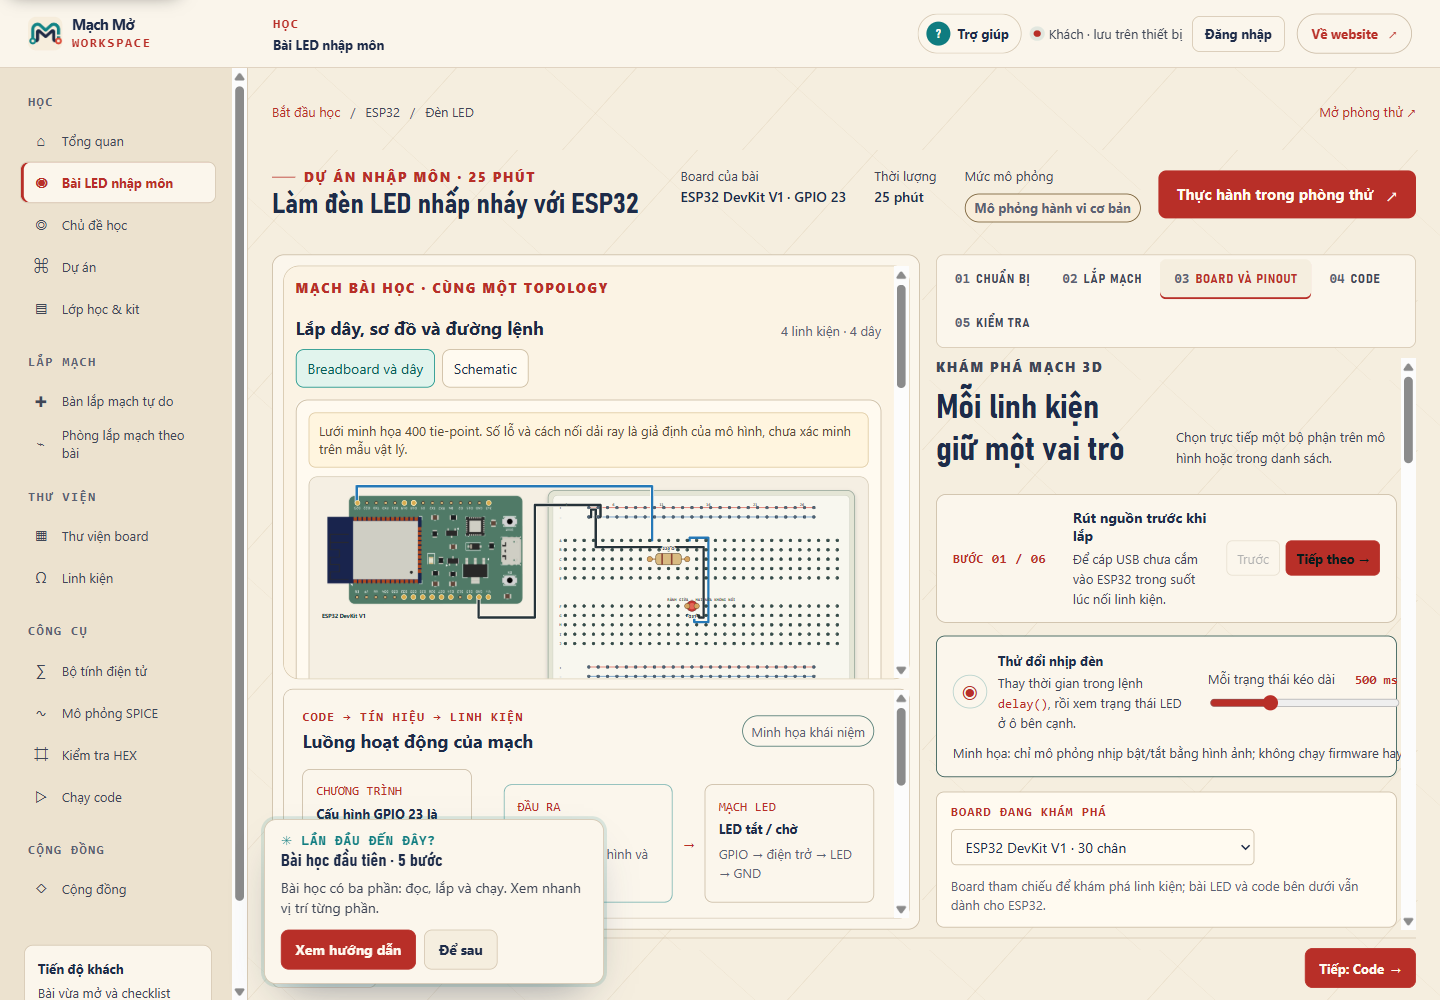 Mạch Mở
WORKSPACE
HỌC
Bài LED nhập môn
? Trợ giúp
Khách · lưu trên thiết bị
Đăng nhập
Về website ↗
HỌC
Tổng quan
Bài LED nhập môn
Chủ đề học
Dự án
Lớp học & kit
LẮP MẠCH
Bàn lắp mạch tự do
Phòng lắp mạch theo
bài
THƯ VIỆN
Thư viện board
Linh kiện
CÔNG CỤ
Bộ tính điện tử
Mô phỏng SPICE
Kiểm tra HEX
Chạy code
CỘNG ĐỒNG
Cộng đồng
Tiến độ khách
Bài vừa mở và checklist
Bắt đầu học / ESP32 / Đèn LED
Mở phòng thử ↗
DỰ ÁN NHẬP MÔN · 25 PHÚT
Làm đèn LED nhấp nháy với ESP32
Board của bài
ESP32 DevKit V1 · GPIO 23
Thời lượng
25 phút
Mức mô phỏng
Mô phỏng hành vi cơ bản
Thực hành trong phòng thử ↗
MẠCH BÀI HỌC · CÙNG MỘT TOPOLOGY
Lắp dây, sơ đồ và đường lệnh
4 linh kiện · 4 dây
Breadboard và dây
Schematic
Lưới minh họa 400 tie-point. Số lỗ và cách nối dải ray là giả định của mô hình, chưa xác minh
trên mẫu vật lý.
ESP32 DevKit V1
CODE → TÍN HIỆU → LINH KIỆN
Luồng hoạt động của mạch
Minh họa khái niệm
CHƯƠNG TRÌNH
Cấu hình GPIO 23 là
ĐẦU RA
hình và
→
MẠCH LED
LED tắt / chờ
GPIO → điện trở → LED
→ GND
✳ LẦN ĐẦU ĐẾN ĐÂY?
Bài học đầu tiên · 5 bước
Bài học có ba phần: đọc, lắp và chạy. Xem nhanh
vị trí từng phần.
Xem hướng dẫn
Để sau
01 CHUẨN BỊ
02 LẮP MẠCH
03 BOARD VÀ PINOUT
04 CODE
05 KIỂM TRA
KHÁM PHÁ MẠCH 3D
Mỗi linh kiện
giữ một vai trò
Chọn trực tiếp một bộ phận trên mô
hình hoặc trong danh sách.
BƯỚC 01 / 06
Rút nguồn trước khi
lắp
Để cáp USB chưa cắm
vào ESP32 trong suốt
lúc nối linh kiện.
Trước
Tiếp theo →
Thử đổi nhịp đèn
Thay thời gian trong lệnh
delay(), rồi xem trạng thái LED
ở ô bên cạnh.
Mỗi trạng thái kéo dài 500 ms
Minh họa: chỉ mô phỏng nhịp bật/tắt bằng hình ảnh; không chạy firmware hay
BOARD ĐANG KHÁM PHÁ
ESP32 DevKit V1 · 30 chân
Board tham chiếu để khám phá linh kiện; bài LED và code bên dưới vẫn
dành cho ESP32.
Tiếp: Code →